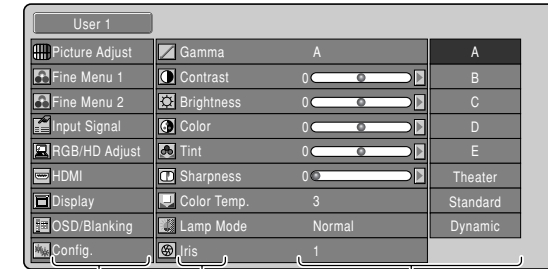 User 1
Picture Adjust Gamma A A
Fine Menu 1 Contrast 0 B
Fine Menu 2 Brightness 0 C
Input Signal Color 0 D
RGB/HD Adjust Tint 0 E
HDMI Sharpness 0 Theater
Display Color Temp. 3 Standard
OSD/Blanking Lamp Mode Normal Dynamic
Config. Iris 1